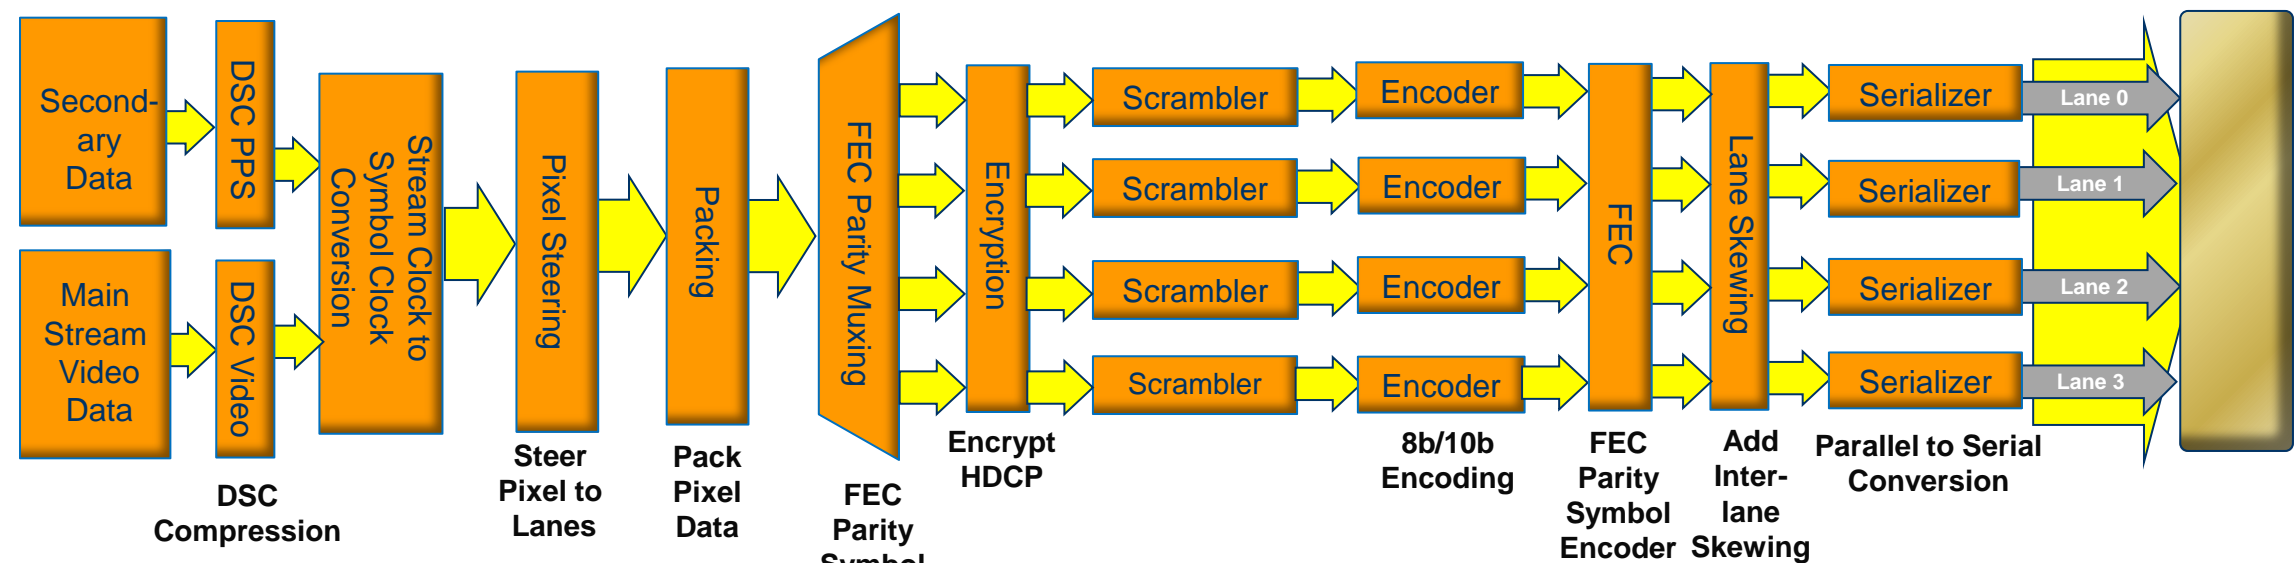 Second-
ary
Data
DSC PPS
Main
Stream
Video
Data
DSC Video
Stream Clock to
Symbol Clock
Conversion
Pixel Steering
Packing
FEC Parity Muxing
Encryption
Scrambler
Scrambler
Scrambler
Scrambler
Encoder
Encoder
Encoder
Encoder
FEC
Lane Skewing
Serializer
Serializer
Serializer
Serializer
Lane 0
Lane 1
Lane 2
Lane 3
DSC
Compression
Steer
Pixel to
Lanes
Pack
Pixel
Data
FEC
Parity
Symbol
Encrypt
HDCP
8b/10b
Encoding
FEC
Parity
Symbol
Encoder
Add
Inter-
lane
Skewing
Parallel to Serial
Conversion